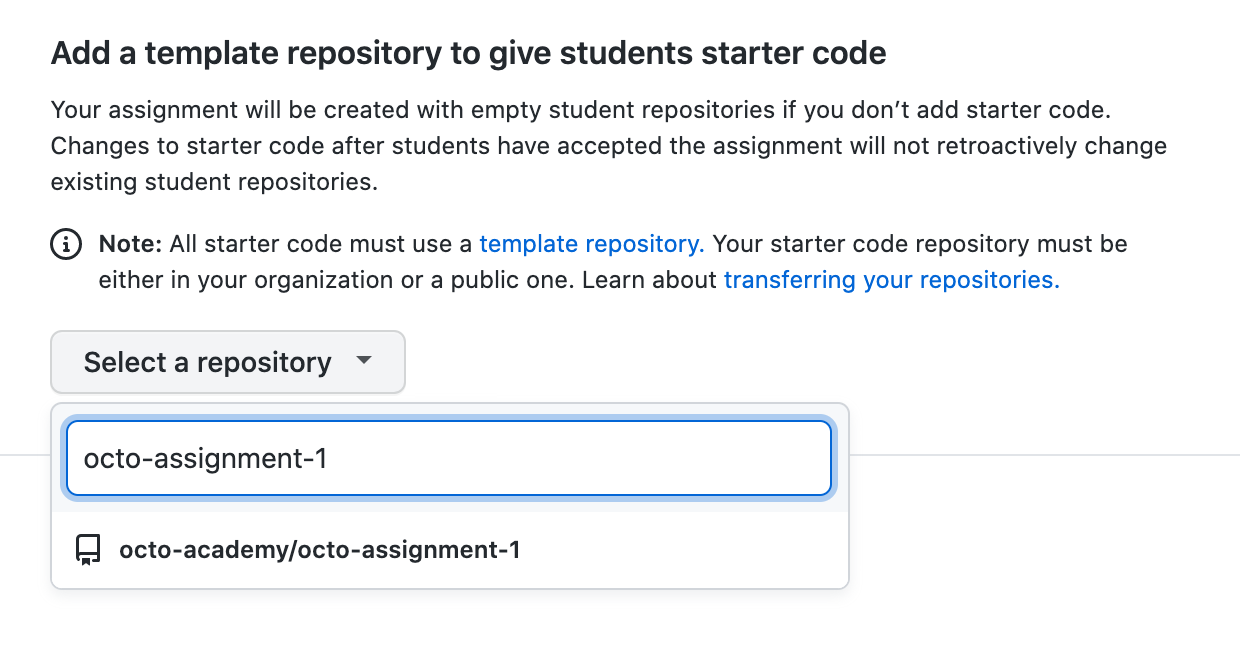 Add a template repository to give students starter code
Your assignment will be created with empty student repositories if you don’t add starter code.
Changes to starter code after students have accepted the assignment will not retroactively change
existing student repositories.
Note: All starter code must use a template repository. Your starter code repository must be
either in your organization or a public one. Learn about transferring your repositories.
Select a repository
octo-assignment-1
octo-academy/octo-assignment-1